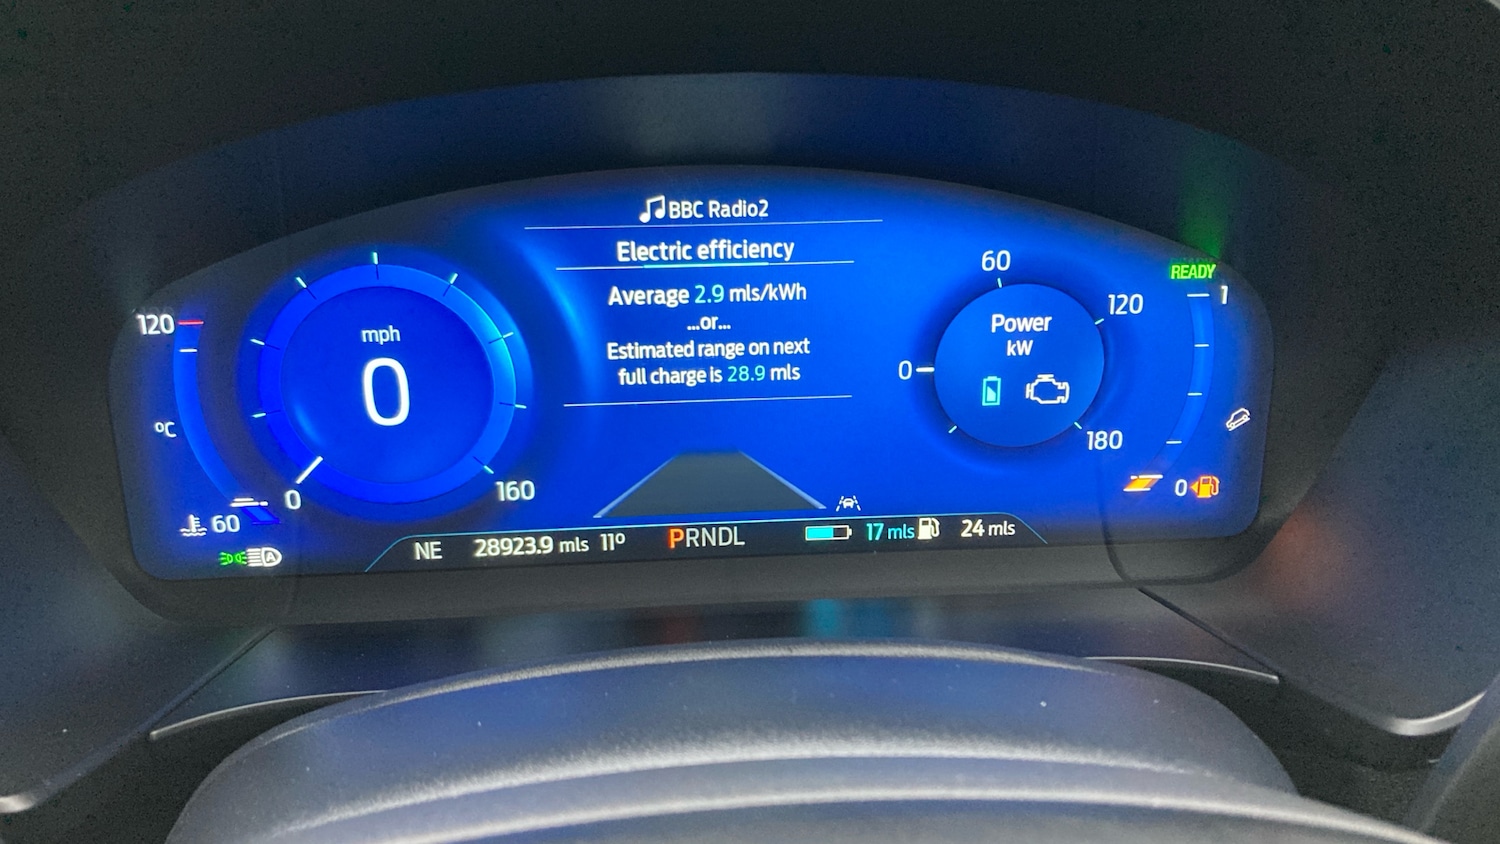 BBC Radio2
Electric efficiency
Average 2.9 mls/kWh
...or...
Estimated range on next
full charge is 28.9 mls
120
°C
60
mph
0
0
160
60
120
Power
kW
0
180
READY
1
0
A
NE 28923.9 mls 11° PRNDL 17 mls 24 mls